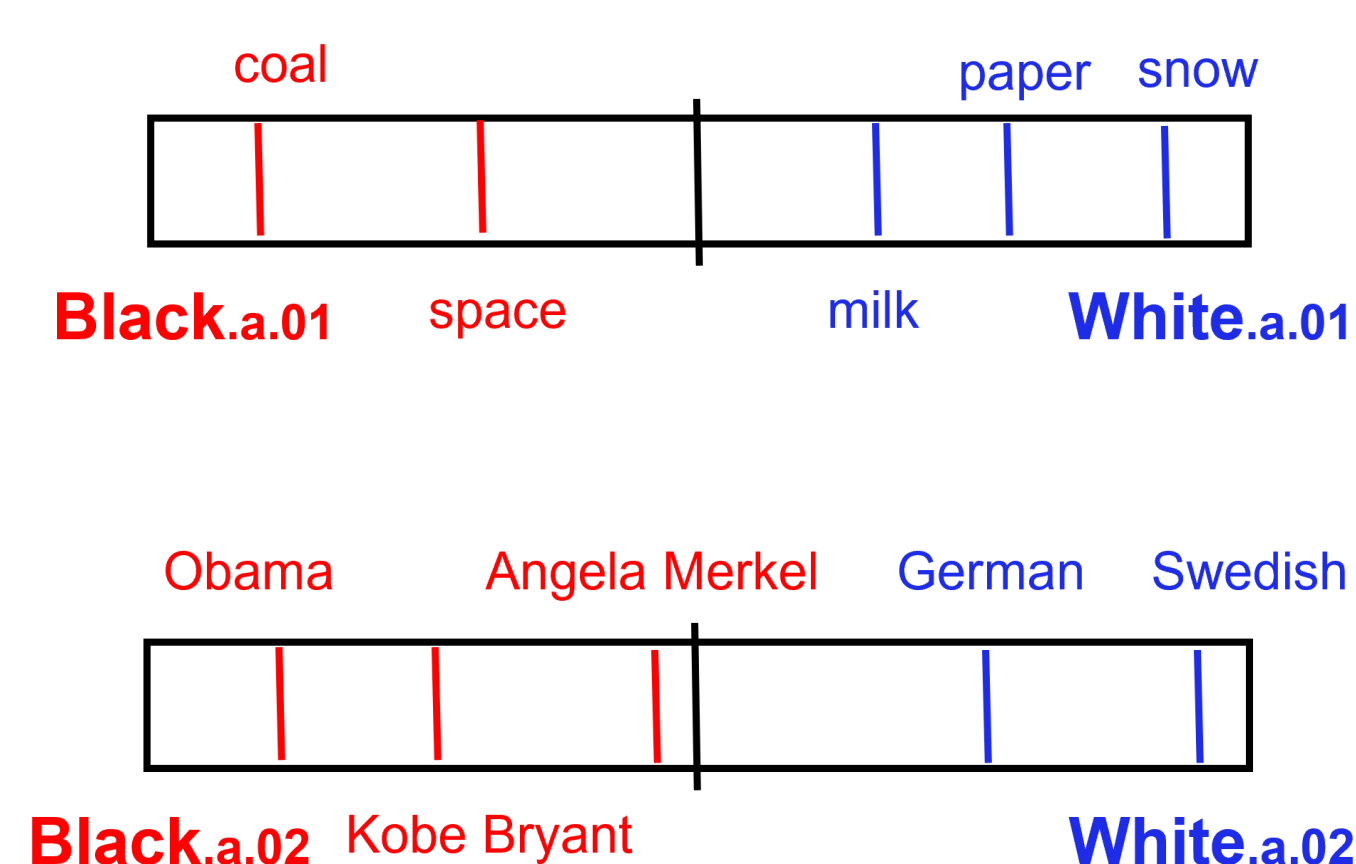 coal paper snow
Black.a.01 space milk White.a.01
Obama Angela Merkel German Swedish
Black.a.02 Kobe Bryant White.a.02